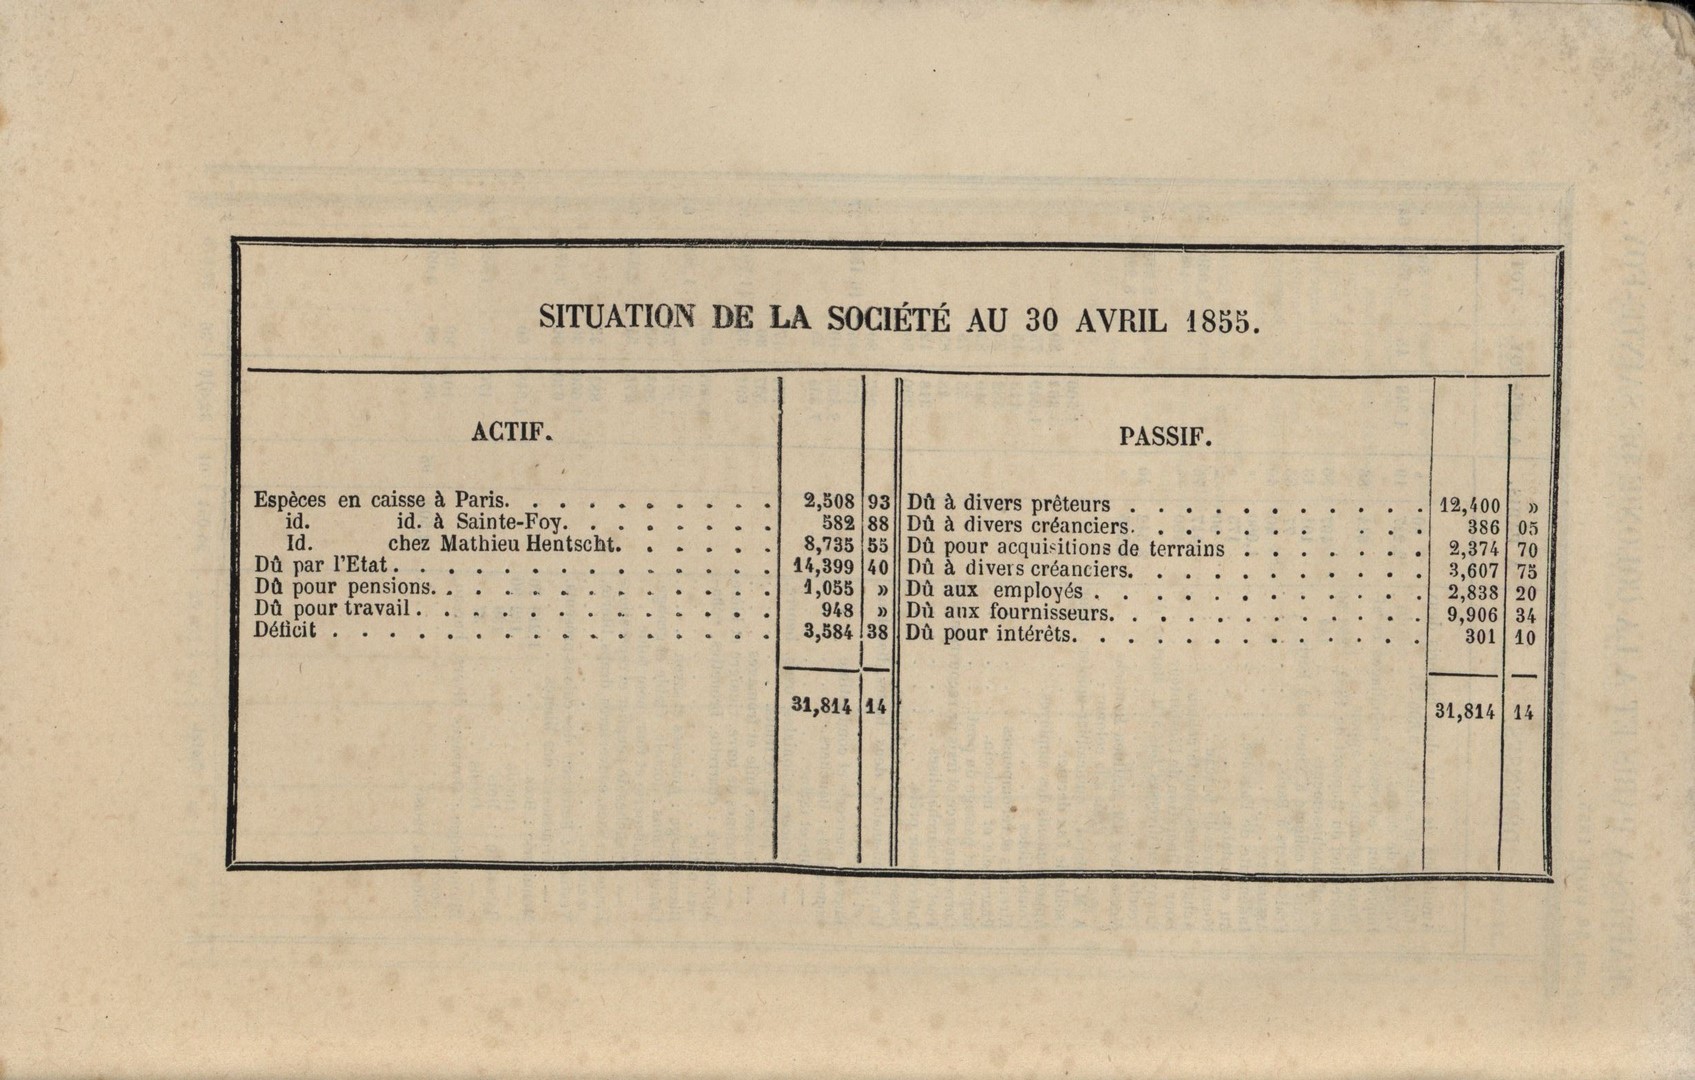 SITUATION DE LA SOCIÉTÉ AU 30 AVRIL 1855.
ACTIF.
Espèces en caisse à Paris. . . . . . . . . . 2,508 93
id. id. à Sainte-Foy. . . . . . . . 582 88
Id. chez Mathieu Hentscht. . . . . . 8,735 55
Dû par l'Etat. . . . . . . . . . . . . . 14,399 40
Dû pour pensions. . . . . . . . . . . . . 1,055 »
Dû pour travail. . . . . . . . . . . . . 948 »
Déficit . . . . . . . . . . . . . . . . 3,584 38
31,814 14
PASSIF.
Dû à divers prêteurs . . . . . . . . . . . 12,400 »
Dû à divers créanciers. . . . . . . . . . 386 05
Dû pour acquisitions de terrains . . . . . . . 2,374 70
Dû à divers créanciers. . . . . . . . . . . 3,607 75
Dû aux employés . . . . . . . . . . . . 2,838 20
Dû aux fournisseurs. . . . . . . . . . . . 9,906 34
Dû pour intérêts. . . . . . . . . . . . . 301 10
31,814 14